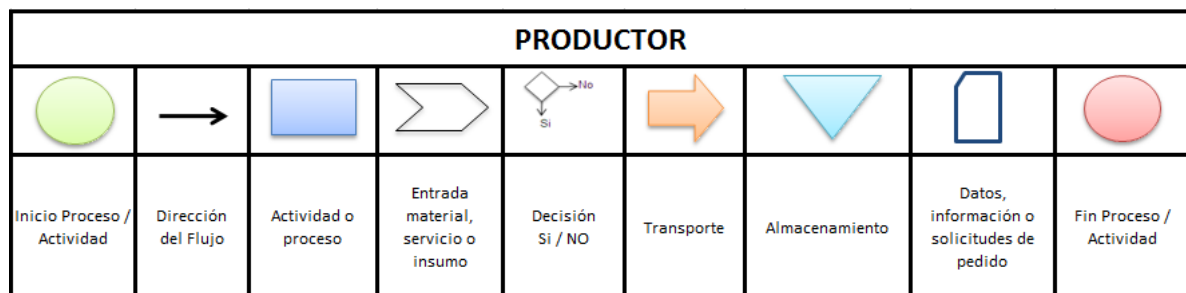 PRODUCTOR
No
Si
Inicio Proceso /
Actividad
Dirección
del Flujo
Actividad o
proceso
Entrada
material,
servicio o
insumo
Decisión
Si / NO
Transporte
Almacenamiento
Datos,
información o
solicitudes de
pedido
Fin Proceso /
Actividad